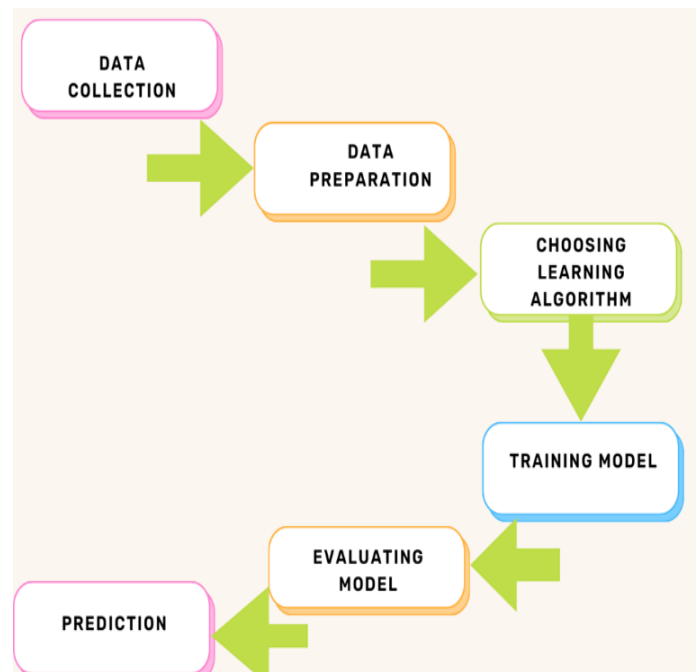 DATA
COLLECTION
DATA
PREPARATION
CHOOSING
LEARNING
ALGORITHM
TRAINING MODEL
EVALUATING
MODEL
PREDICTION